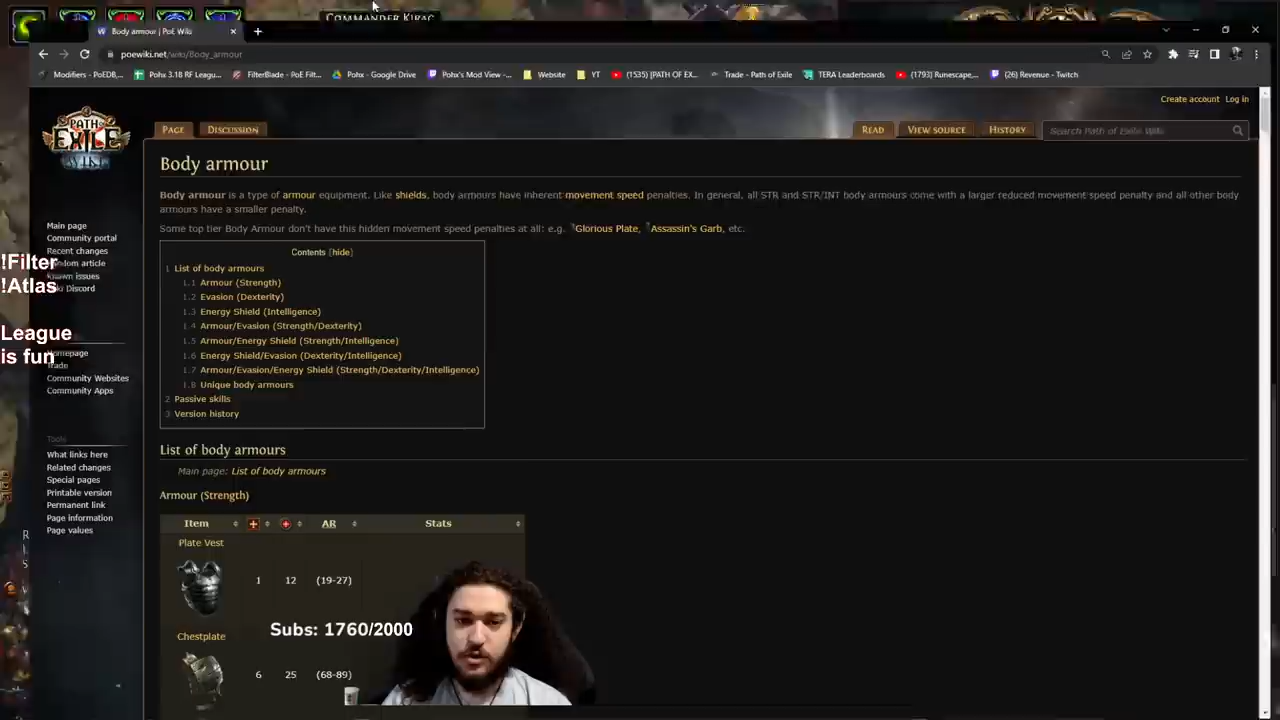 COMMANDER KIRAC
Body armour | PoE Wiki
poewiki.net/wiki/Body_armour
Modifiers - PoEDB,... Pohx 3.18 RF Leagu... FilterBlade - PoE Filt... Pohx - Google Drive Pohx's Mod View -... Website YT (1535) [PATH OF EX... Trade - Path of Exile TERA Leaderboards (1793) Runescape,... (26) Revenue - Twitch
Create account Log in
PATH OF EXILE WIKI
PAGE DISCUSSION READ VIEW SOURCE HISTORY Search Path of Exile Wiki
Body armour
Body armour is a type of armour equipment. Like shields, body armours have inherent movement speed penalties. In general, all STR and STR/INT body armours come with a larger reduced movement speed penalty and all other body
armours have a smaller penalty.
Some top tier Body Armour don't have this hidden movement speed penalties at all: e.g. Glorious Plate, Assassin's Garb, etc.
Main page
Community portal
Recent changes
Random article
Known issues
Wiki Discord
!Filter
!Atlas
League
is fun
Homepage
Trade
Community Websites
Community Apps
Tools
What links here
Related changes
Special pages
Printable version
Permanent link
Page information
Page values
Contents [hide]
1 List of body armours
1.1 Armour (Strength)
1.2 Evasion (Dexterity)
1.3 Energy Shield (Intelligence)
1.4 Armour/Evasion (Strength/Dexterity)
1.5 Armour/Energy Shield (Strength/Intelligence)
1.6 Energy Shield/Evasion (Dexterity/Intelligence)
1.7 Armour/Evasion/Energy Shield (Strength/Dexterity/Intelligence)
1.8 Unique body armours
2 Passive skills
3 Version history
List of body armours
Main page: List of body armours
Armour (Strength)
Item AR Stats
Plate Vest
1 12 (19-27)
Subs: 1760/2000
Chestplate
6 25 (68-89)